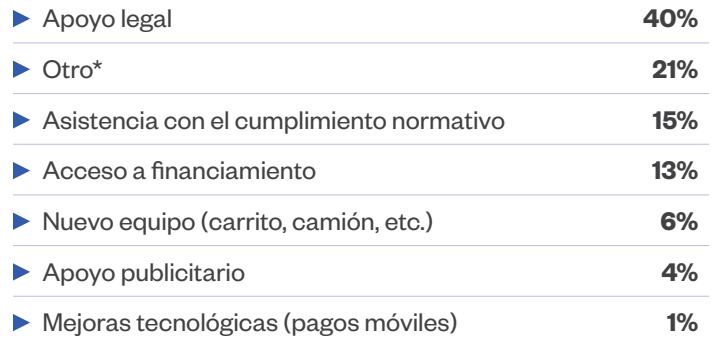 Apoyo legal 40%
Otro* 21%
Asistencia con el cumplimiento normativo 15%
Acceso a financiamiento 13%
Nuevo equipo (carrito, camión, etc.) 6%
Apoyo publicitario 4%
Mejoras tecnológicas (pagos móviles) 1%